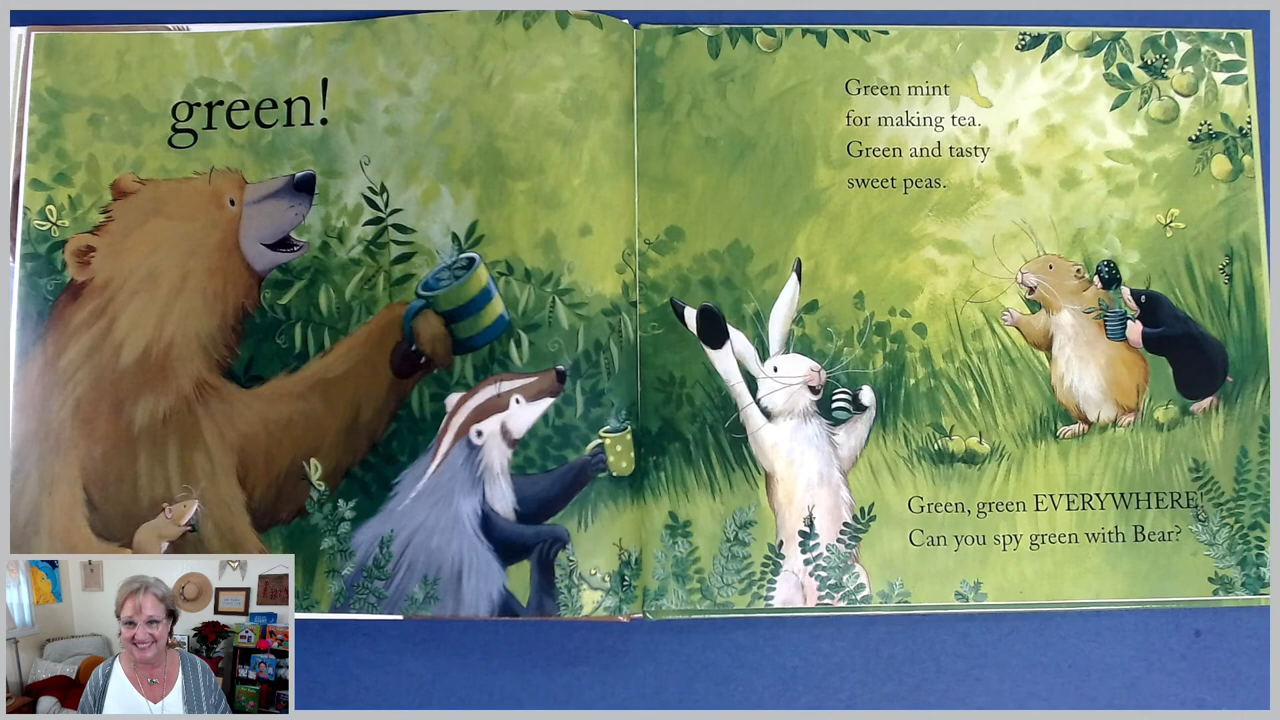 green!
Green mint
for making tea.
Green and tasty
sweet peas.
Green, green EVERYWHERE!
Can you spy green with Bear?